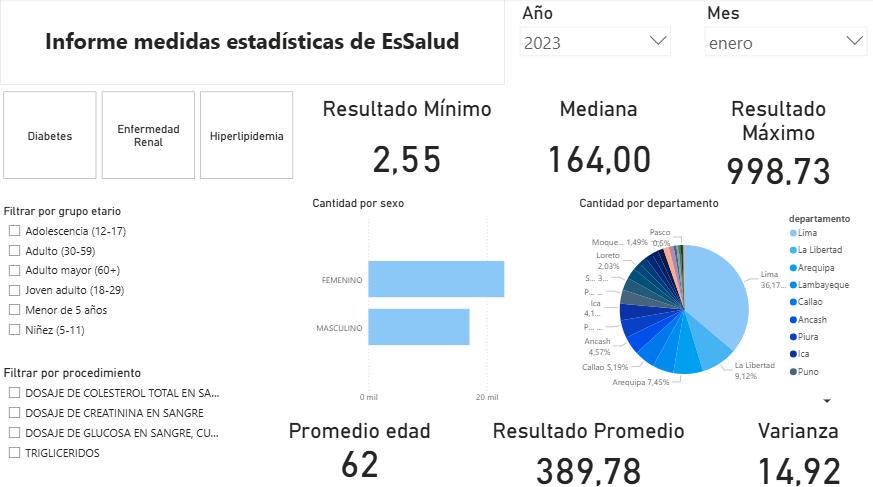 Informe medidas estadísticas de EsSalud
Año
2023
Mes
enero
Diabetes
Enfermedad
Renal
Hiperlipidemia
Resultado Mínimo
2,55
Mediana
164,00
Resultado
Máximo
998,73
Filtrar por grupo etario
Adolescencia (12-17)
Adulto (30-59)
Adulto mayor (60+)
Joven adulto (18-29)
Menor de 5 años
Niñez (5-11)
Filtrar por procedimiento
DOSAJE DE COLESTEROL TOTAL EN SA...
DOSAJE DE CREATININA EN SANGRE
DOSAJE DE GLUCOSA EN SANGRE, CU...
TRIGLICERIDOS
Cantidad por sexo
FEMENINO
MASCULINO
0 mil
20 mil
Cantidad por departamento
Pasco
0,5%
Moque... 1,49%
Loreto
2,03%
S... 3...
P... ...
Ica
4,1...
P... ...
Ancash
4,57%
Callao 5,19%
Arequipa 7,45%
La Libertad
9,12%
Lima
36,17...
departamento
Lima
La Libertad
Arequipa
Lambayeque
Callao
Ancash
Piura
Ica
Puno
Promedio edad
62
Resultado Promedio
389,78
Varianza
14,92